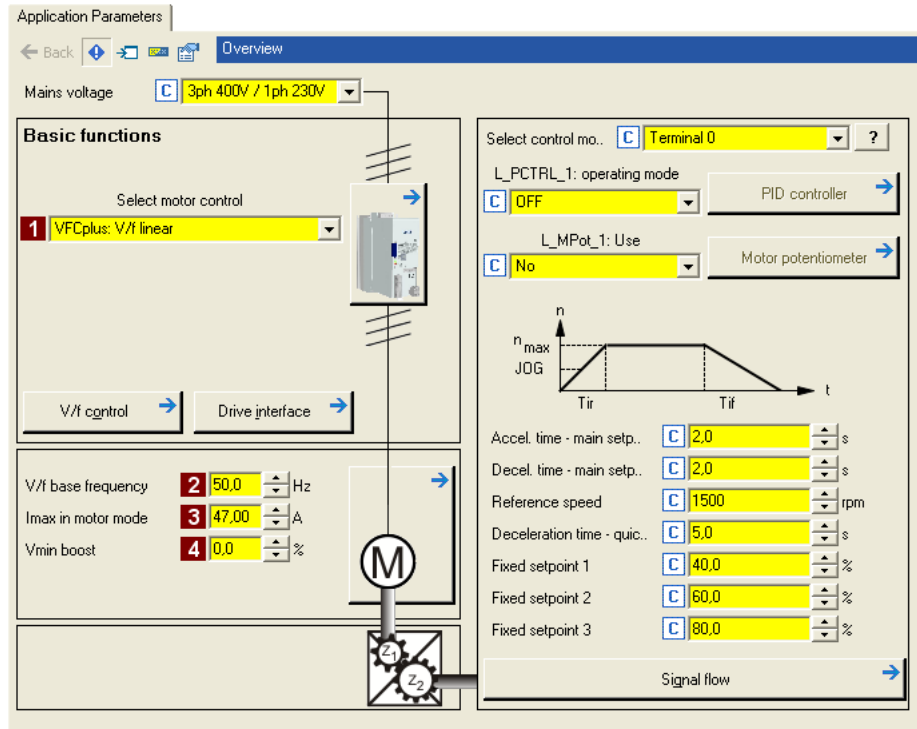 Application Parameters
Back
Overview
Mains voltage
C
3ph 400V / 1ph 230V
Basic functions
Select motor control
1
VFCplus: V/f linear
V/f control
Drive interface
V/f base frequency
2
50,0
Hz
Imax in motor mode
3
47,00
A
Vmin boost
4
0,0
%
M
Z1
Z2
Select control mo..
C
Terminal 0
?
L_PCTRL_1: operating mode
C
OFF
PID controller
L_MPot_1: Use
C
No
Motor potentiometer
n
n max
JOG
t
Tir
Tif
Accel. time - main setp..
C
2,0
s
Decel. time - main setp..
C
2,0
s
Reference speed
C
1500
rpm
Deceleration time - quic..
C
5,0
s
Fixed setpoint 1
C
40,0
%
Fixed setpoint 2
C
60,0
%
Fixed setpoint 3
C
80,0
%
Signal flow